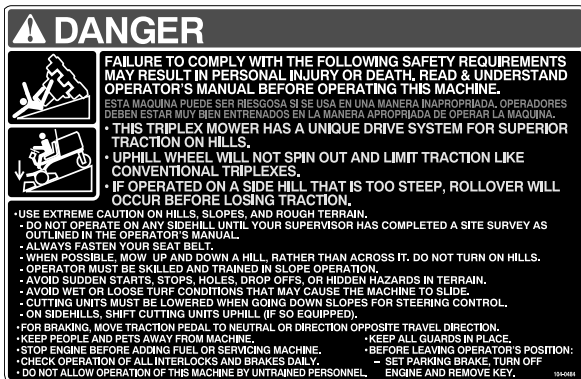 DANGER
FAILURE TO COMPLY WITH THE FOLLOWING SAFETY REQUIREMENTS
MAY RESULT IN PERSONAL INJURY OR DEATH. READ & UNDERSTAND
OPERATOR'S MANUAL BEFORE OPERATING THIS MACHINE.
ESTA MAQUINA PUEDE SER RIESGOSA SI SE USA EN UNA MANERA INAPROPRIADA. OPERADORES
DEBEN ESTAR MUY BIEN ENTRENADOS EN LA MANERA APROPRIADA DE OPERAR LA MAQUINA.
• THIS TRIPLEX MOWER HAS A UNIQUE DRIVE SYSTEM FOR SUPERIOR
TRACTION ON HILLS.
• UPHILL WHEEL WILL NOT SPIN OUT AND LIMIT TRACTION LIKE
CONVENTIONAL TRIPLEXES.
• IF OPERATED ON A SIDE HILL THAT IS TOO STEEP, ROLLOVER WILL
OCCUR BEFORE LOSING TRACTION.
•USE EXTREME CAUTION ON HILLS, SLOPES, AND ROUGH TERRAIN.
- DO NOT OPERATE ON ANY SIDEHILL UNTIL YOUR SUPERVISOR HAS COMPLETED A SITE SURVEY AS
OUTLINED IN THE OPERATOR'S MANUAL.
- ALWAYS FASTEN YOUR SEAT BELT.
- WHEN POSSIBLE, MOW UP AND DOWN A HILL, RATHER THAN ACROSS IT. DO NOT TURN ON HILLS.
- OPERATOR MUST BE SKILLED AND TRAINED IN SLOPE OPERATION.
- AVOID SUDDEN STARTS, STOPS, HOLES, DROP OFFS, OR HIDDEN HAZARDS IN TERRAIN.
- AVOID WET OR LOOSE TURF CONDITIONS THAT MAY CAUSE THE MACHINE TO SLIDE.
- CUTTING UNITS MUST BE LOWERED WHEN GOING DOWN SLOPES FOR STEERING CONTROL.
- ON SIDEHILLS, SHIFT CUTTING UNITS UPHILL (IF SO EQUIPPED).
•FOR BRAKING, MOVE TRACTION PEDAL TO NEUTRAL OR DIRECTION OPPOSITE TRAVEL DIRECTION.
•KEEP PEOPLE AND PETS AWAY FROM MACHINE.
•STOP ENGINE BEFORE ADDING FUEL OR SERVICING MACHINE.
•CHECK OPERATION OF ALL INTERLOCKS AND BRAKES DAILY.
•DO NOT ALLOW OPERATION OF THIS MACHINE BY UNTRAINED PERSONNEL.
•KEEP ALL GUARDS IN PLACE.
•BEFORE LEAVING OPERATOR'S POSITION:
– SET PARKING BRAKE, TURN OFF
ENGINE AND REMOVE KEY.
104-0484